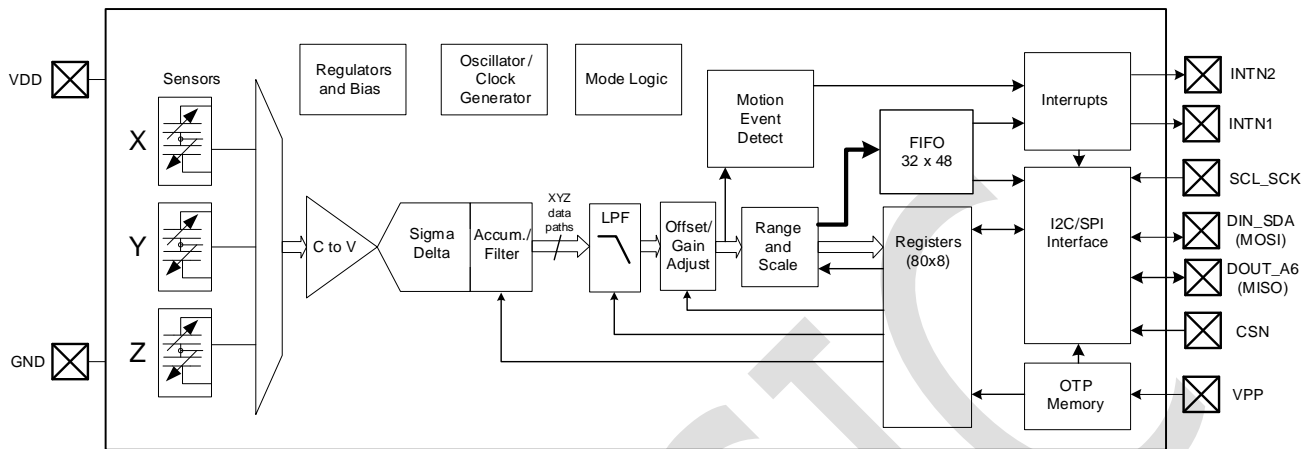 VDD
GND
Sensors
X
Y
Z
Regulators
and Bias
Oscillator/
Clock
Generator
Mode Logic
C to V
Sigma
Delta
Accum./
Filter
XYZ
data
paths
LPF
Offset/
Gain
Adjust
Motion
Event
Detect
Range
and
Scale
FIFO
32 x 48
Registers
(80x8)
Interrupts
I2C/SPI
Interface
OTP
Memory
INTN2
INTN1
SCL_SCK
DIN_SDA
(MOSI)
DOUT_A6
(MISO)
CSN
VPP